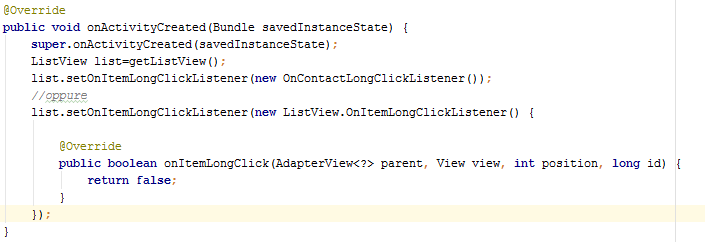 @Override
public void onActivityCreated(Bundle savedInstanceState) {
    super.onActivityCreated(savedInstanceState);
    ListView list=getListView();
    list.setOnItemLongClickListener(new OnContactLongClickListener());
    //oppure
    list.setOnItemLongClickListener(new ListView.OnItemLongClickListener() {
        @Override
        public boolean onItemLongClick(AdapterView<?> parent, View view, int position, long id) {
            return false;
        }
    });
}